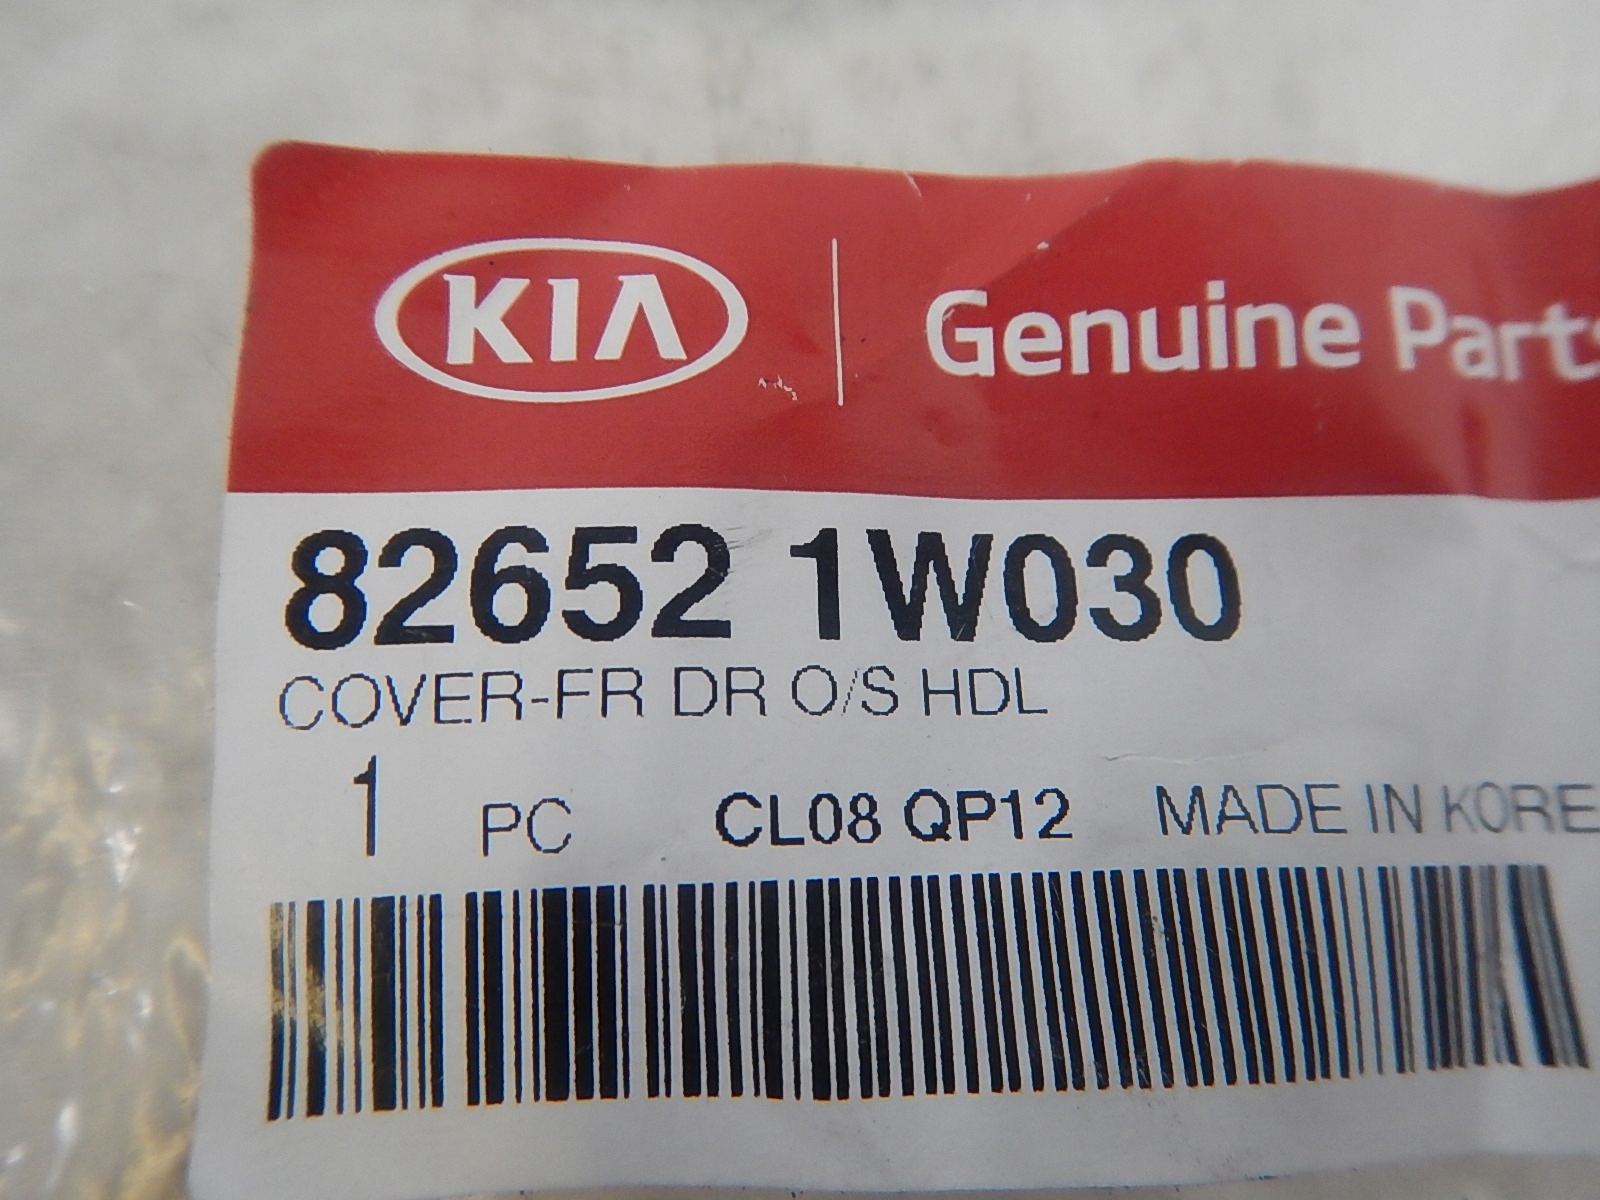 KIA Genuine Parts
82652 1W030
COVER-FR DR O/S HDL
1 PC CL08 QP12 MADE IN KORE